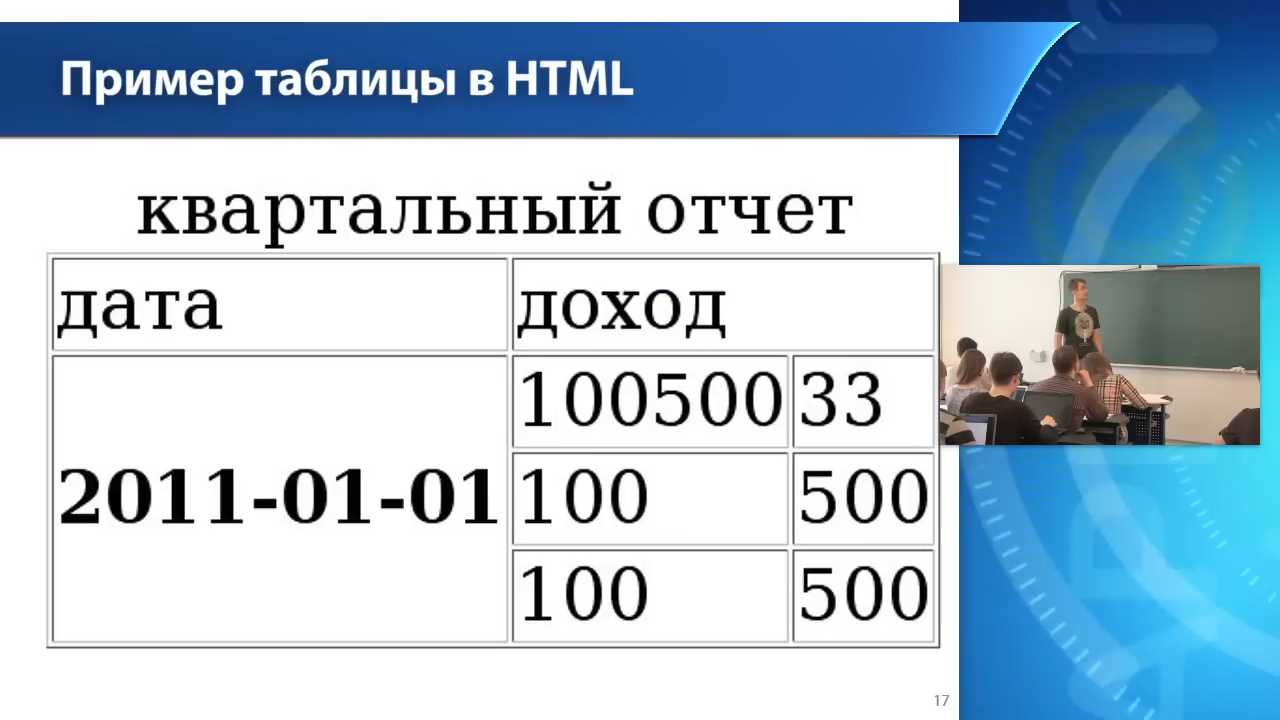 Пример таблицы в HTML
квартальный отчет
дата доход
100500 33
2011-01-01 100 500
100 500
17